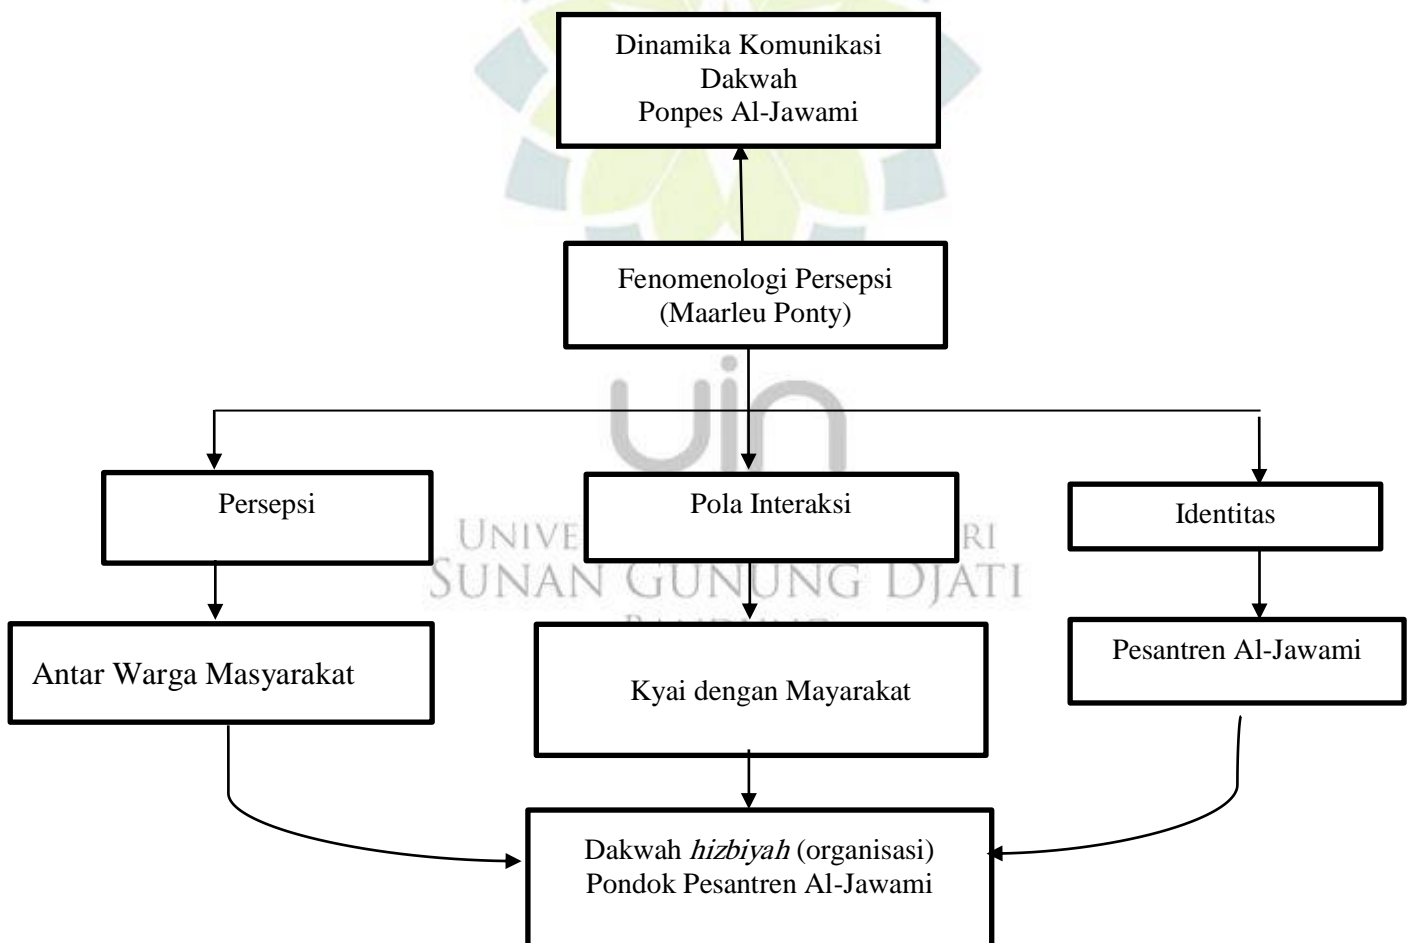 Dinamika Komunikasi
Dakwah
Ponpes Al-Jawami
Fenomenologi Persepsi
(Maarleu Ponty)
uin
Persepsi
Pola Interaksi
Identitas
UNIVE RI
SUNAN GUNUNG DJATI
Antar Warga Masyarakat
Kyai dengan Mayarakat
Pesantren Al-Jawami
Dakwah hizbiyah (organisasi)
Pondok Pesantren Al-Jawami